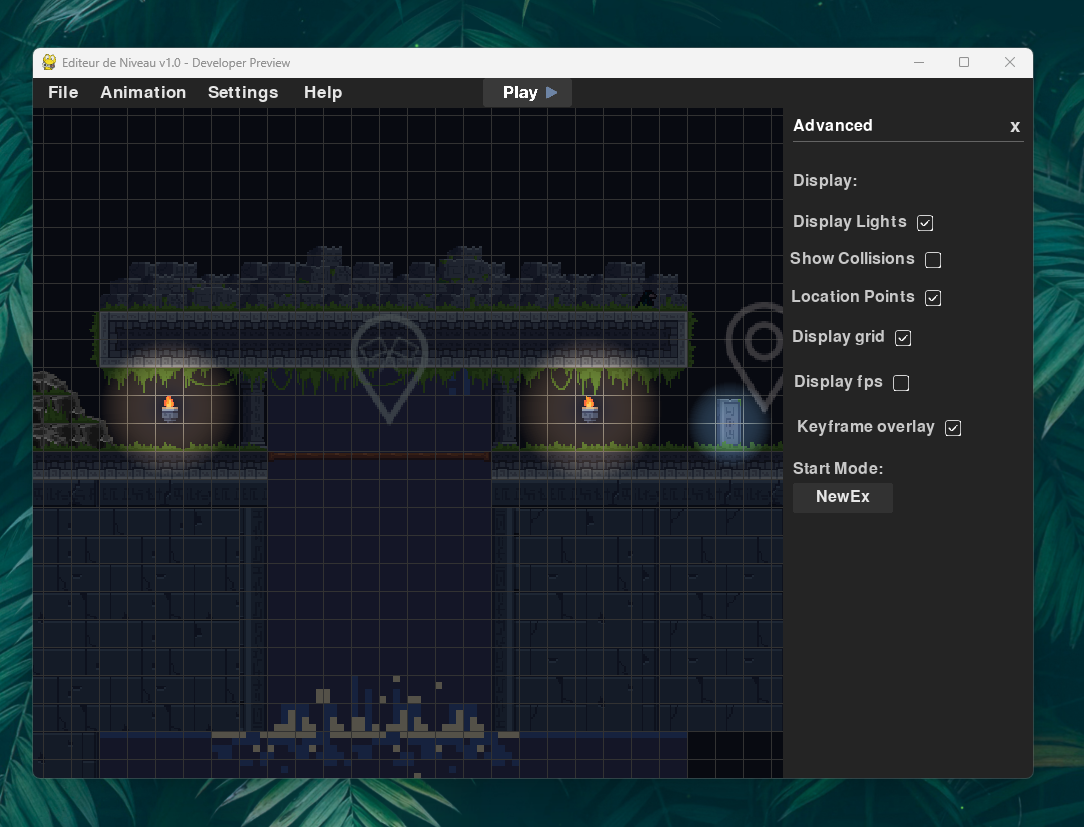 Editeur de Niveau v1.0 - Developer Preview
File Animation Settings Help Play
Advanced x
Display:
Display Lights
Show Collisions
Location Points
Display grid
Display fps
Keyframe overlay
Start Mode:
NewEx